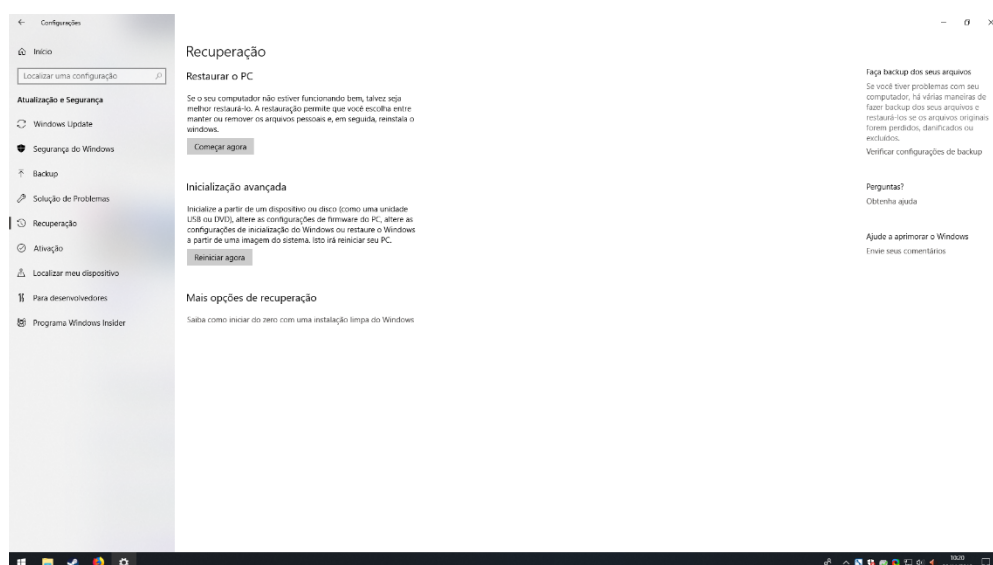 Configurações
Início
Localizar uma configuração
Atualização e Segurança
Windows Update
Segurança do Windows
Backup
Solução de Problemas
Recuperação
Ativação
Localizar meu dispositivo
Para desenvolvedores
Programa Windows Insider
Recuperação
Restaurar o PC
Se o seu computador não estiver funcionando bem, talvez seja
melhor restaurá-lo. A restauração permite que você escolha entre
manter ou remover os arquivos pessoais e, em seguida, reinstala o
windows.
Começar agora
Inicialização avançada
Inicialize a partir de um dispositivo ou disco (como uma unidade
USB ou DVD), altere as configurações de firmware do PC, altere as
configurações de inicialização do Windows ou restaure o Windows
a partir de uma imagem do sistema. Isto irá reiniciar seu PC.
Reiniciar agora
Mais opções de recuperação
Saiba como iniciar do zero com uma instalação limpa do Windows
Faça backup dos seus arquivos
Se você tiver problemas com seu
computador, há várias maneiras de
fazer backup dos seus arquivos e
restaurá-los se os arquivos originais
forem perdidos, danificados ou
excluídos.
Verificar configurações de backup
Perguntas?
Obtenha ajuda
Ajude a aprimorar o Windows
Envie seus comentários
10:20